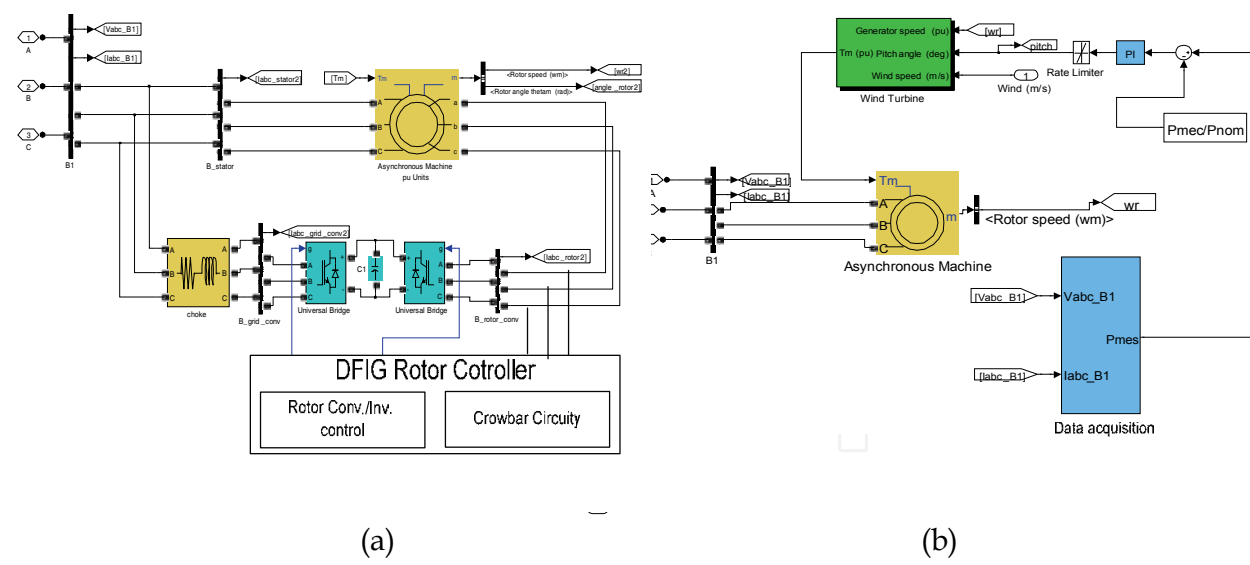 1
A
2
B
3
C
B1
[Vabc_B1]
[Iabc_B1]
[Iabc_stator2]
B_stator
[Tm]
Tm
m
A
B
C
a
b
c
Asynchronous Machine
pu Units
<Rotor speed (wm)>
<Rotor angle thetam (rad)>
[wr2]
[angle_rotor2]
A
B
C
A
B
C
choke
[Iabc_grid_conv2]
B_grid_conv
g
A
B
C
+
-
Universal Bridge
C1
g
+
-
A
B
C
Universal Bridge
[Iabc_rotor2]
B_rotor_conv
DFIG Rotor Cotroller
Rotor Conv./Inv.
control
Crowbar Circuity
(a)
Generator speed (pu)
Tm (pu) Pitch angle (deg)
Wind speed (m/s)
Wind Turbine
[wr]
pitch
Rate Limiter
PI
1
Wind (m/s)
Pmec/Pnom
A
[Vabc_B1]
[Iabc_B1]
B1
Tm
A
B
C
m
Asynchronous Machine
<Rotor speed (wm)>
wr
[Vabc_B1]
[Iabc_B1]
Vabc_B1
Pmes
Iabc_B1
Data acquisition
(b)